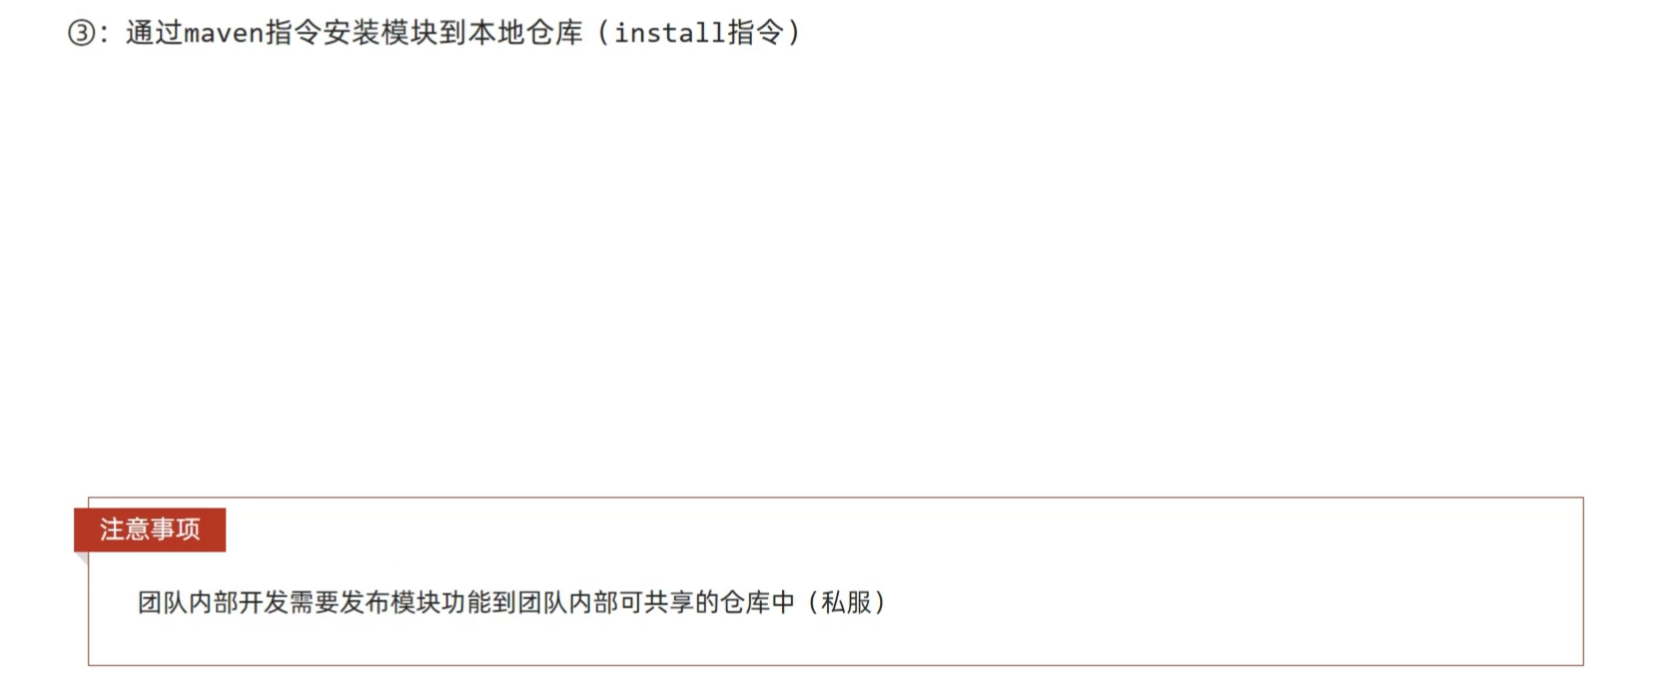 ③：通过maven指令安装模块到本地仓库（install指令）
注意事项
团队内部开发需要发布模块功能到团队内部可共享的仓库中（私服）